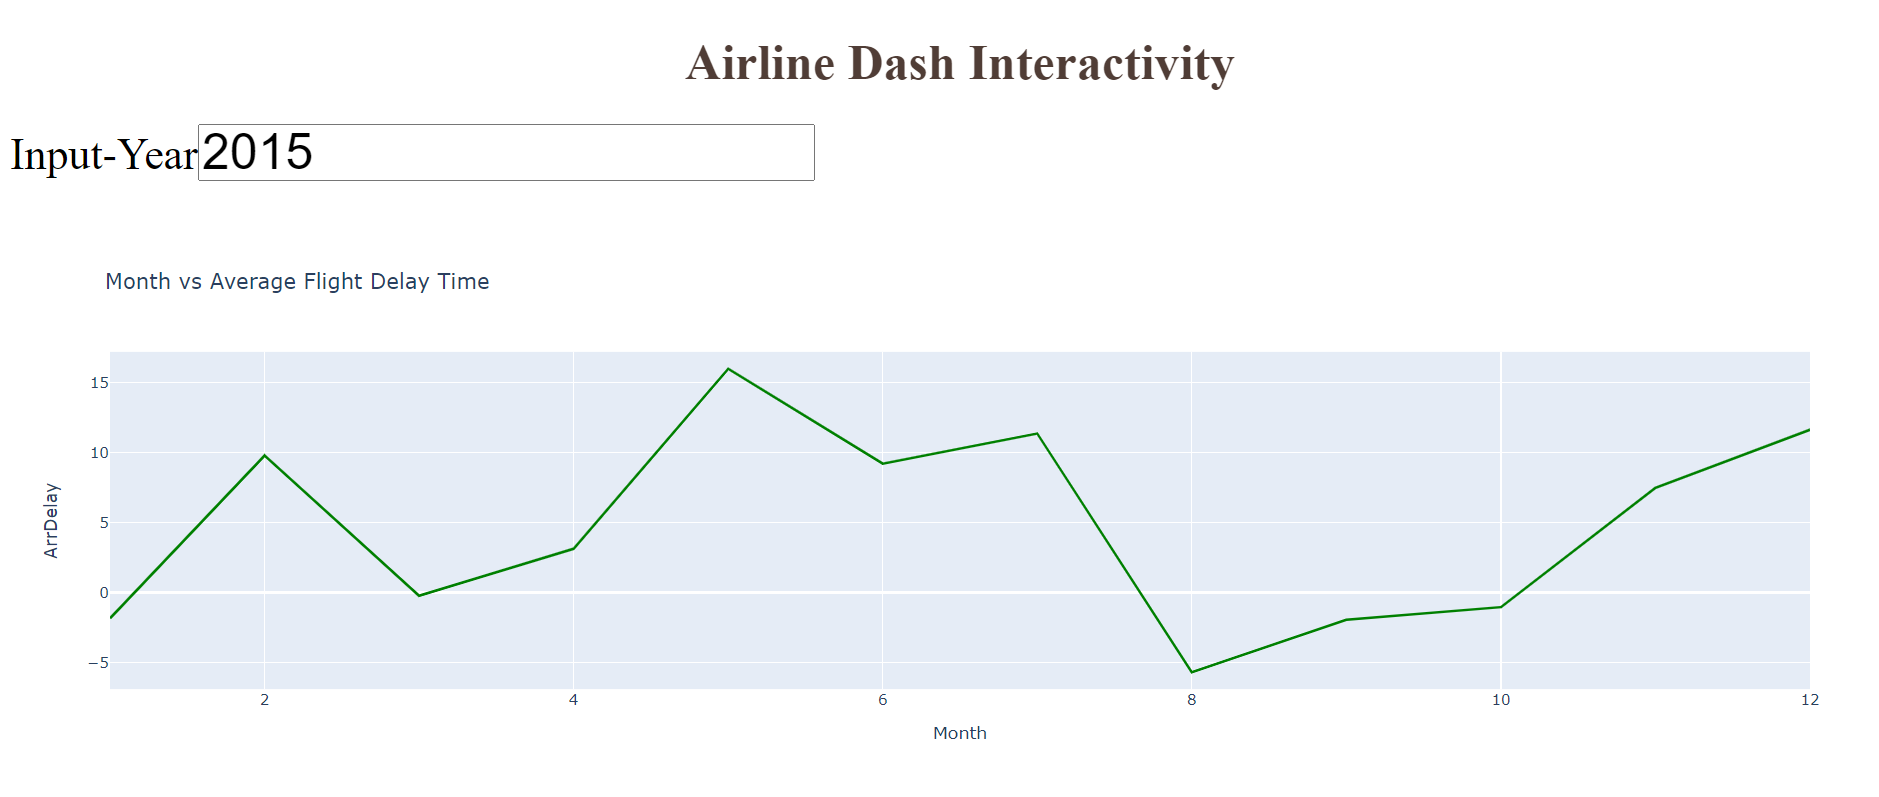 Airline Dash Interactivity
Input-Year 2015
Month vs Average Flight Delay Time
15
10
5
0
−5
ArrDelay
2 4 6 8 10 12
Month